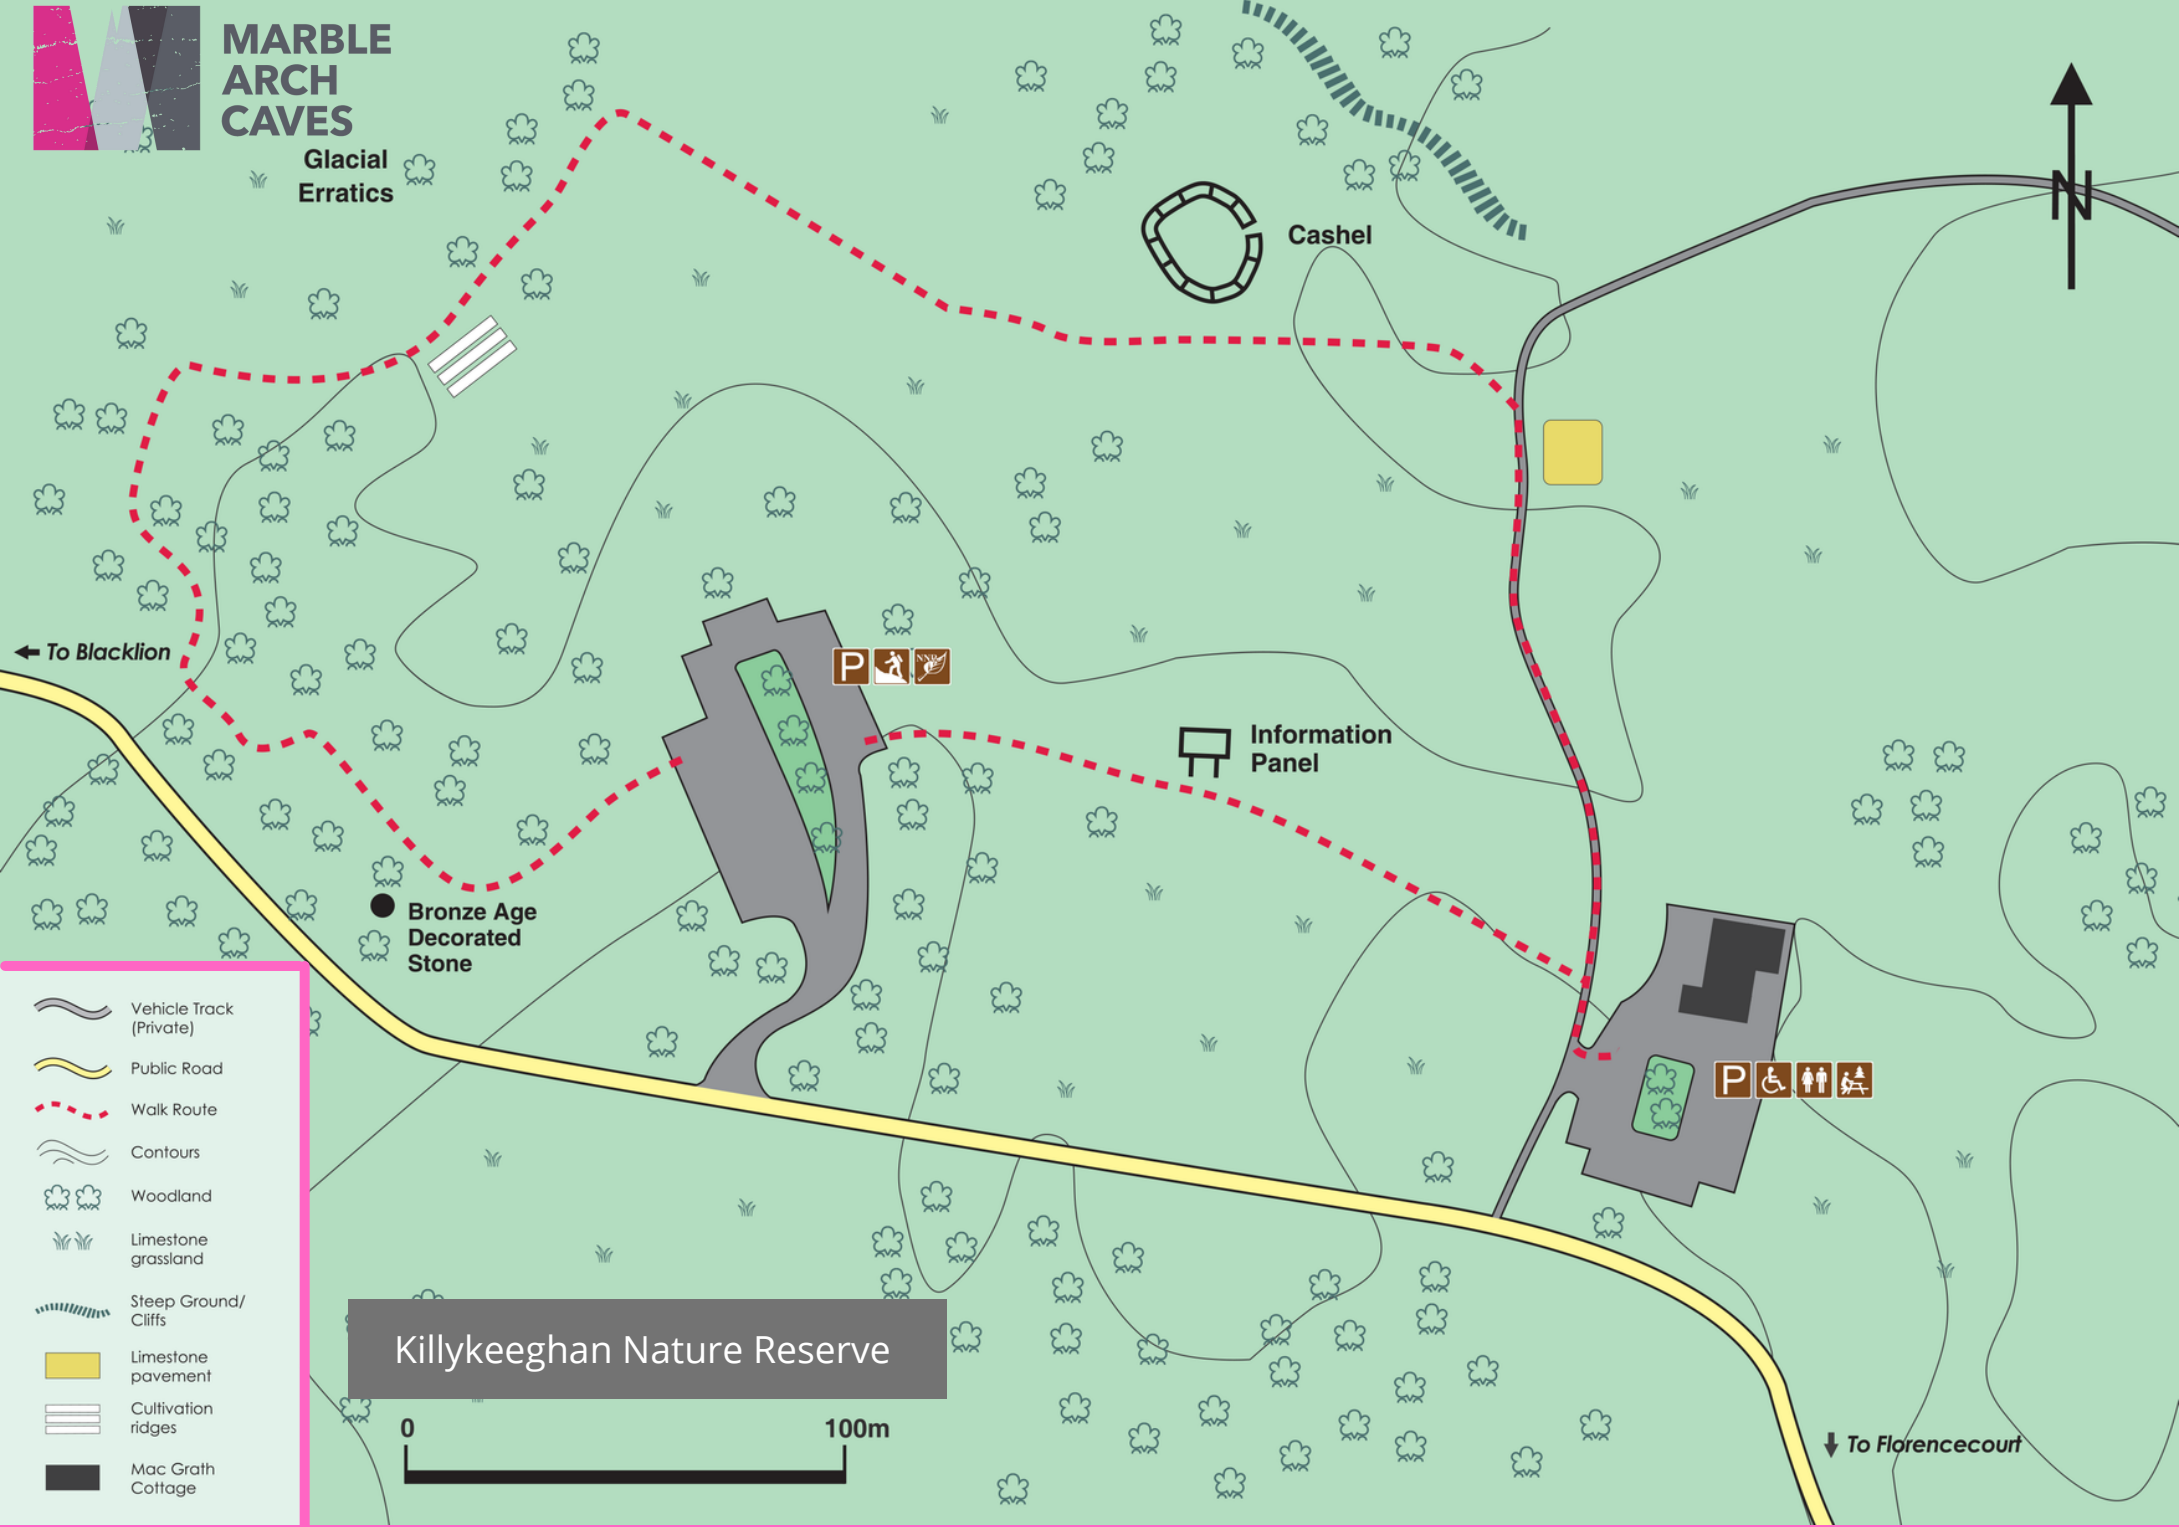 MARBLE
ARCH
CAVES
Glacial
Erratics
Cashel
N
To Blacklion
P
NNR
Information
Panel
Bronze Age
Decorated
Stone
P
Vehicle Track
(Private)
Public Road
Walk Route
Contours
Woodland
Limestone
grassland
Steep Ground/
Cliffs
Limestone
pavement
Cultivation
ridges
Mac Grath
Cottage
Killykeeghan Nature Reserve
0 100m
To Florencecourt